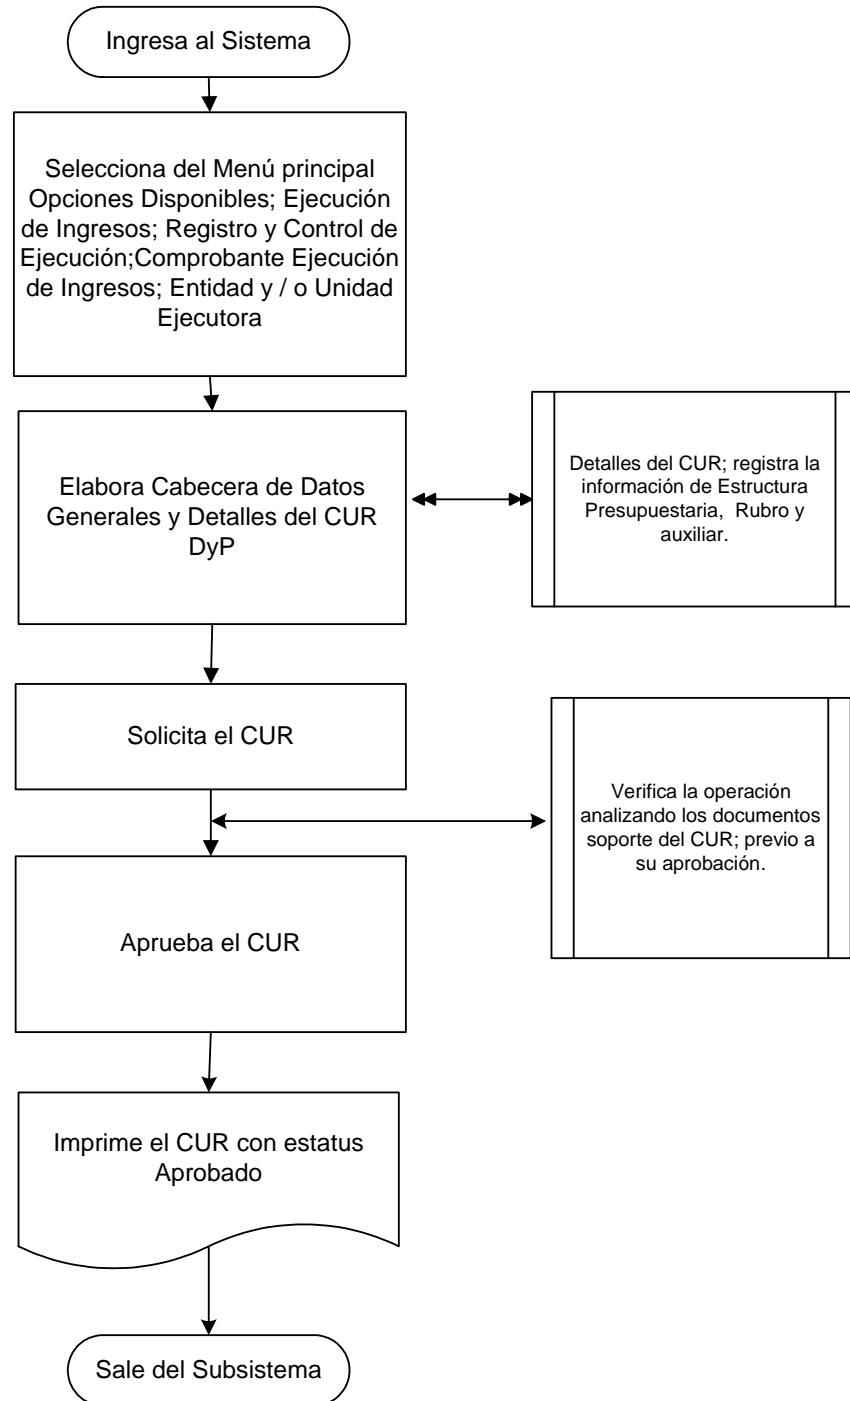 Ingresa al Sistema
Selecciona del Menú principal
Opciones Disponibles; Ejecución
de Ingresos; Registro y Control de
Ejecución;Comprobante Ejecución
de Ingresos; Entidad y / o Unidad
Ejecutora
Elabora Cabecera de Datos
Generales y Detalles del CUR
DyP
Detalles del CUR; registra la
información de Estructura
Presupuestaria, Rubro y
auxiliar.
Solicita el CUR
Verifica la operación
analizando los documentos
soporte del CUR; previo a
su aprobación.
Aprueba el CUR
Imprime el CUR con estatus
Aprobado
Sale del Subsistema